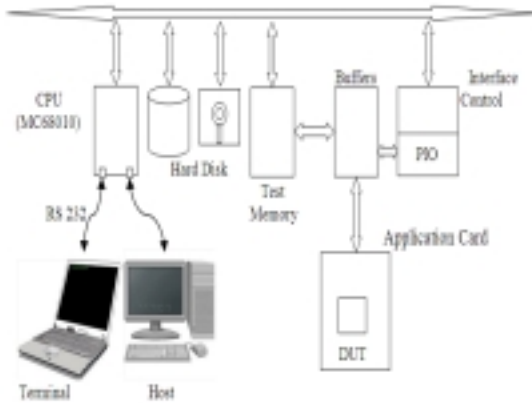 Buffers
Interface
Control
CPU
(MC68010)
Hard Disk
PIO
Test
Memory
RS 232
Application Card
DUT
Terminal
Host